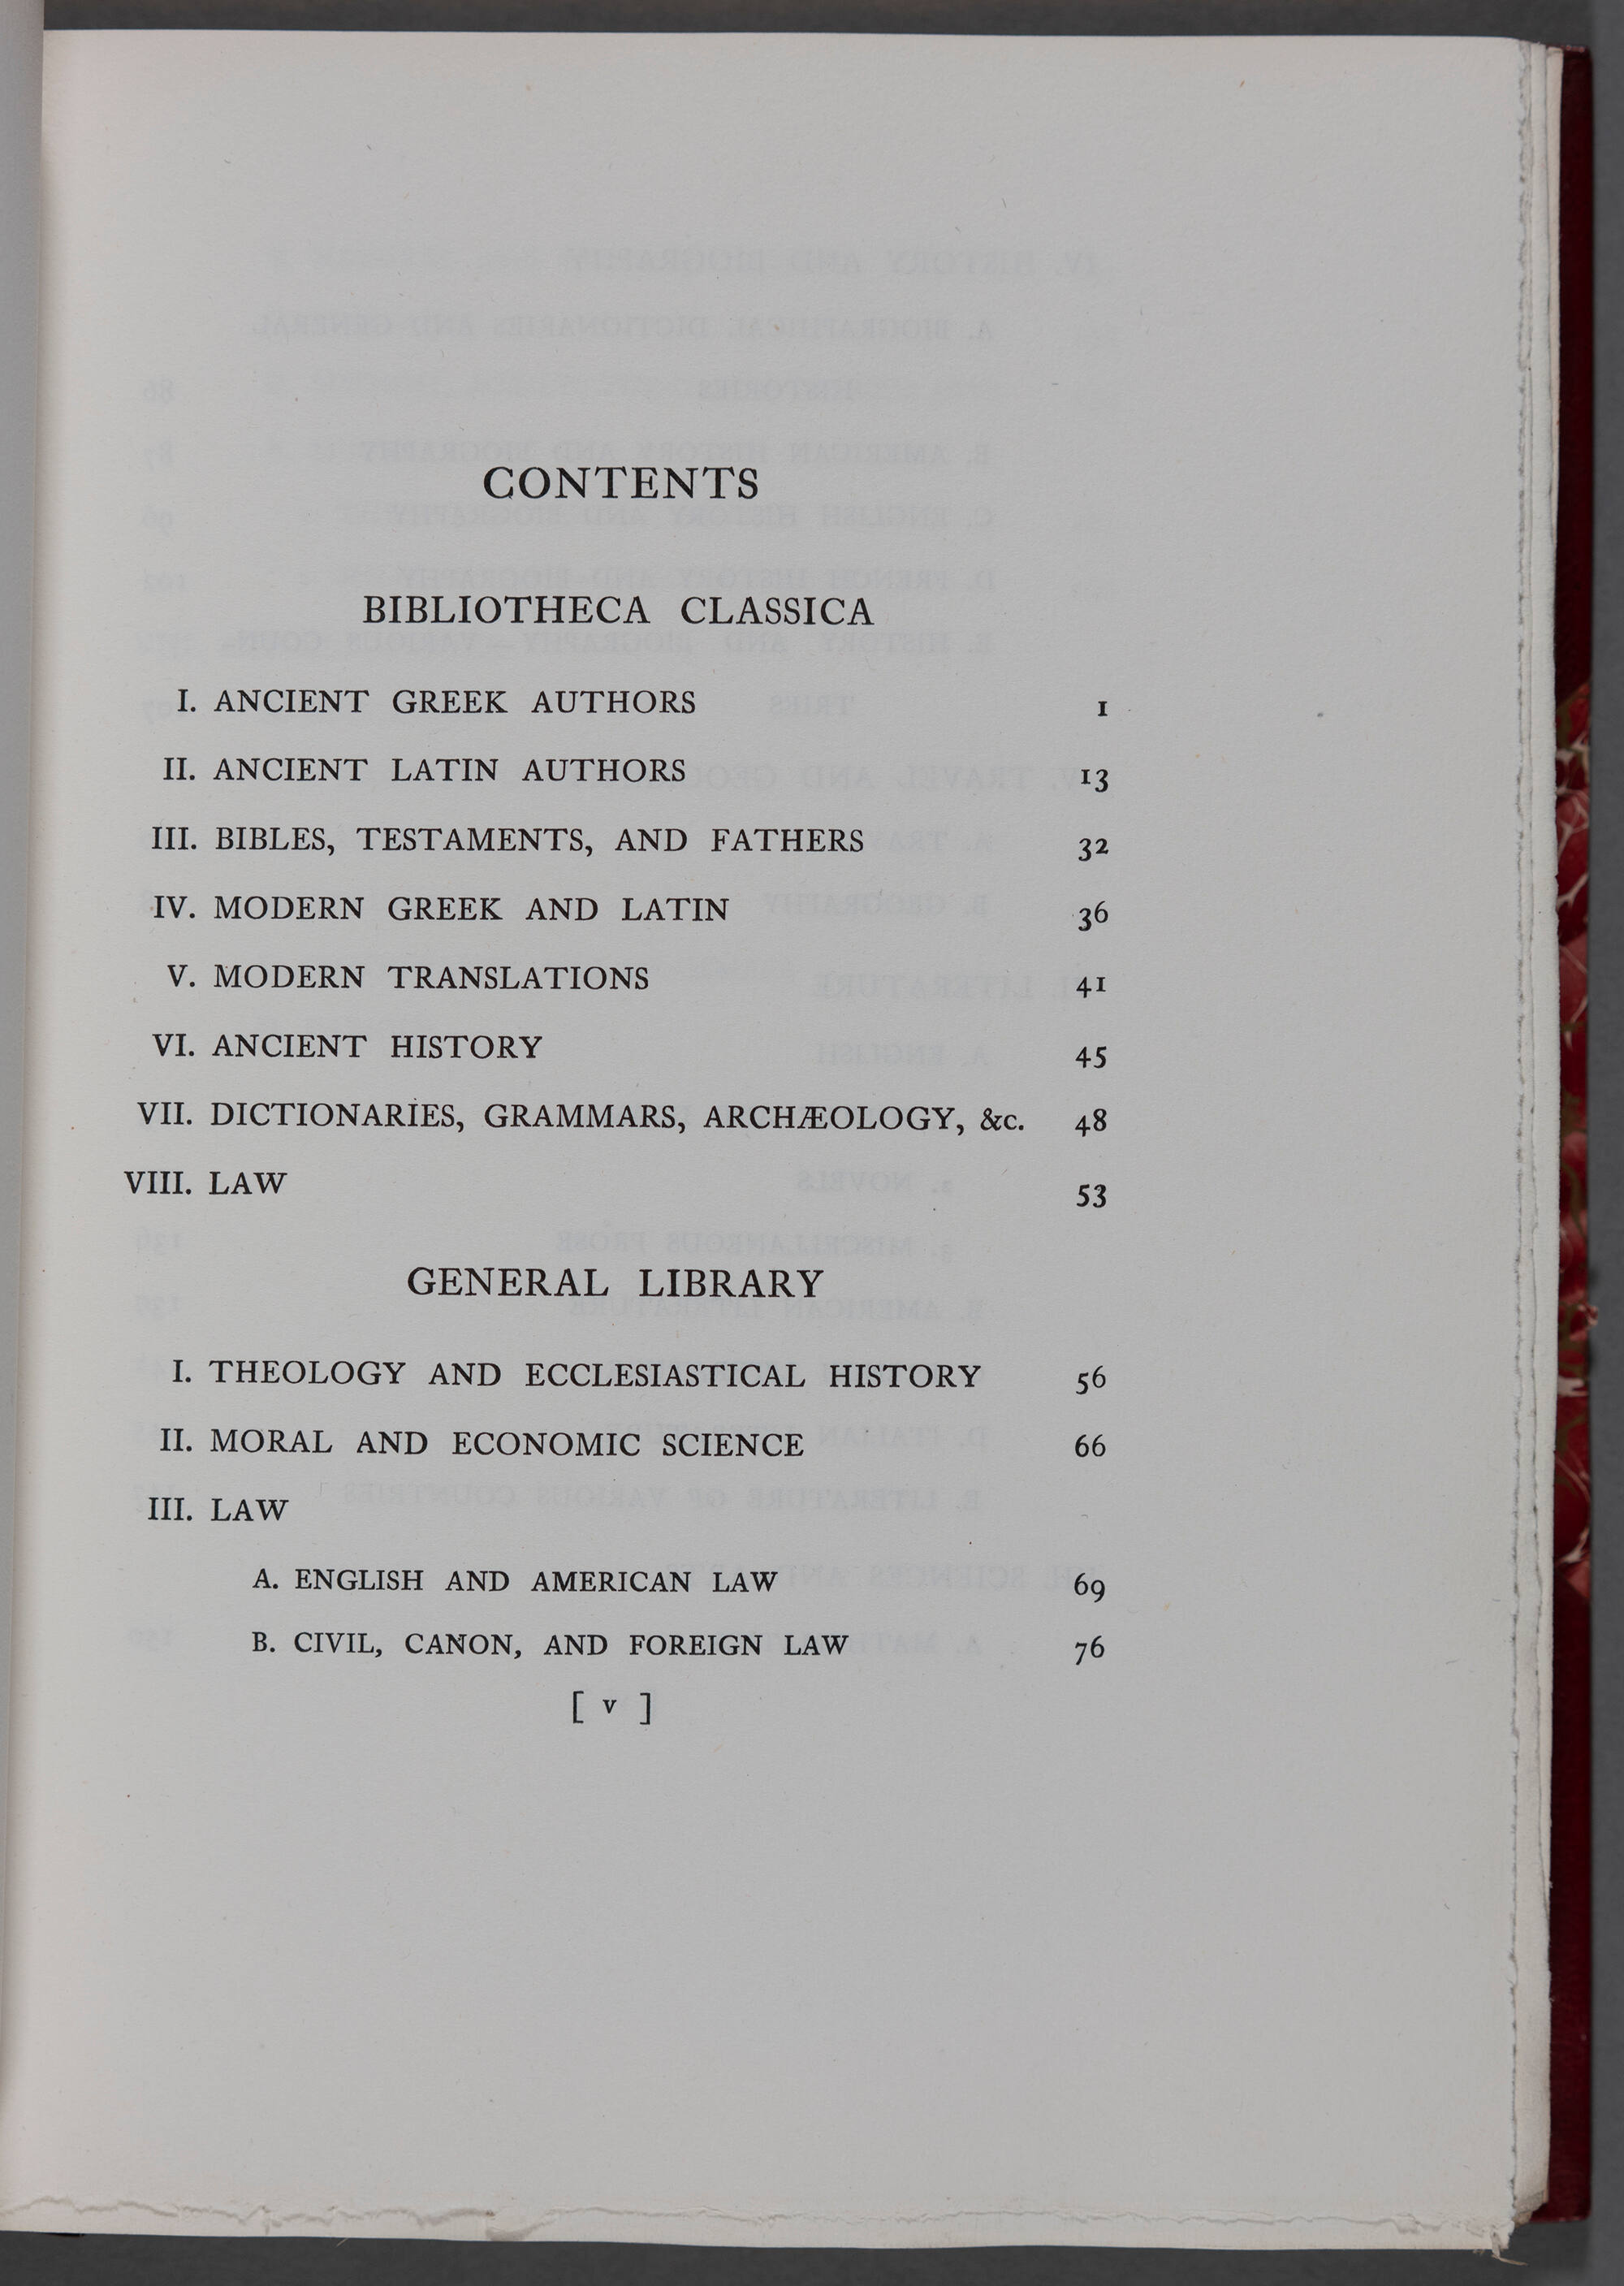 CONTENTS
BIBLIOTHECA CLASSICA
I. ANCIENT GREEK AUTHORS 1
II. ANCIENT LATIN AUTHORS 13
III. BIBLES, TESTAMENTS, AND FATHERS 32
IV. MODERN GREEK AND LATIN 36
V. MODERN TRANSLATIONS 41
VI. ANCIENT HISTORY 45
VII. DICTIONARIES, GRAMMARS, ARCHÆOLOGY, &c. 48
VIII. LAW 53
GENERAL LIBRARY
I. THEOLOGY AND ECCLESIASTICAL HISTORY 56
II. MORAL AND ECONOMIC SCIENCE 66
III. LAW
A. ENGLISH AND AMERICAN LAW 69
B. CIVIL, CANON, AND FOREIGN LAW 76
[ v ]